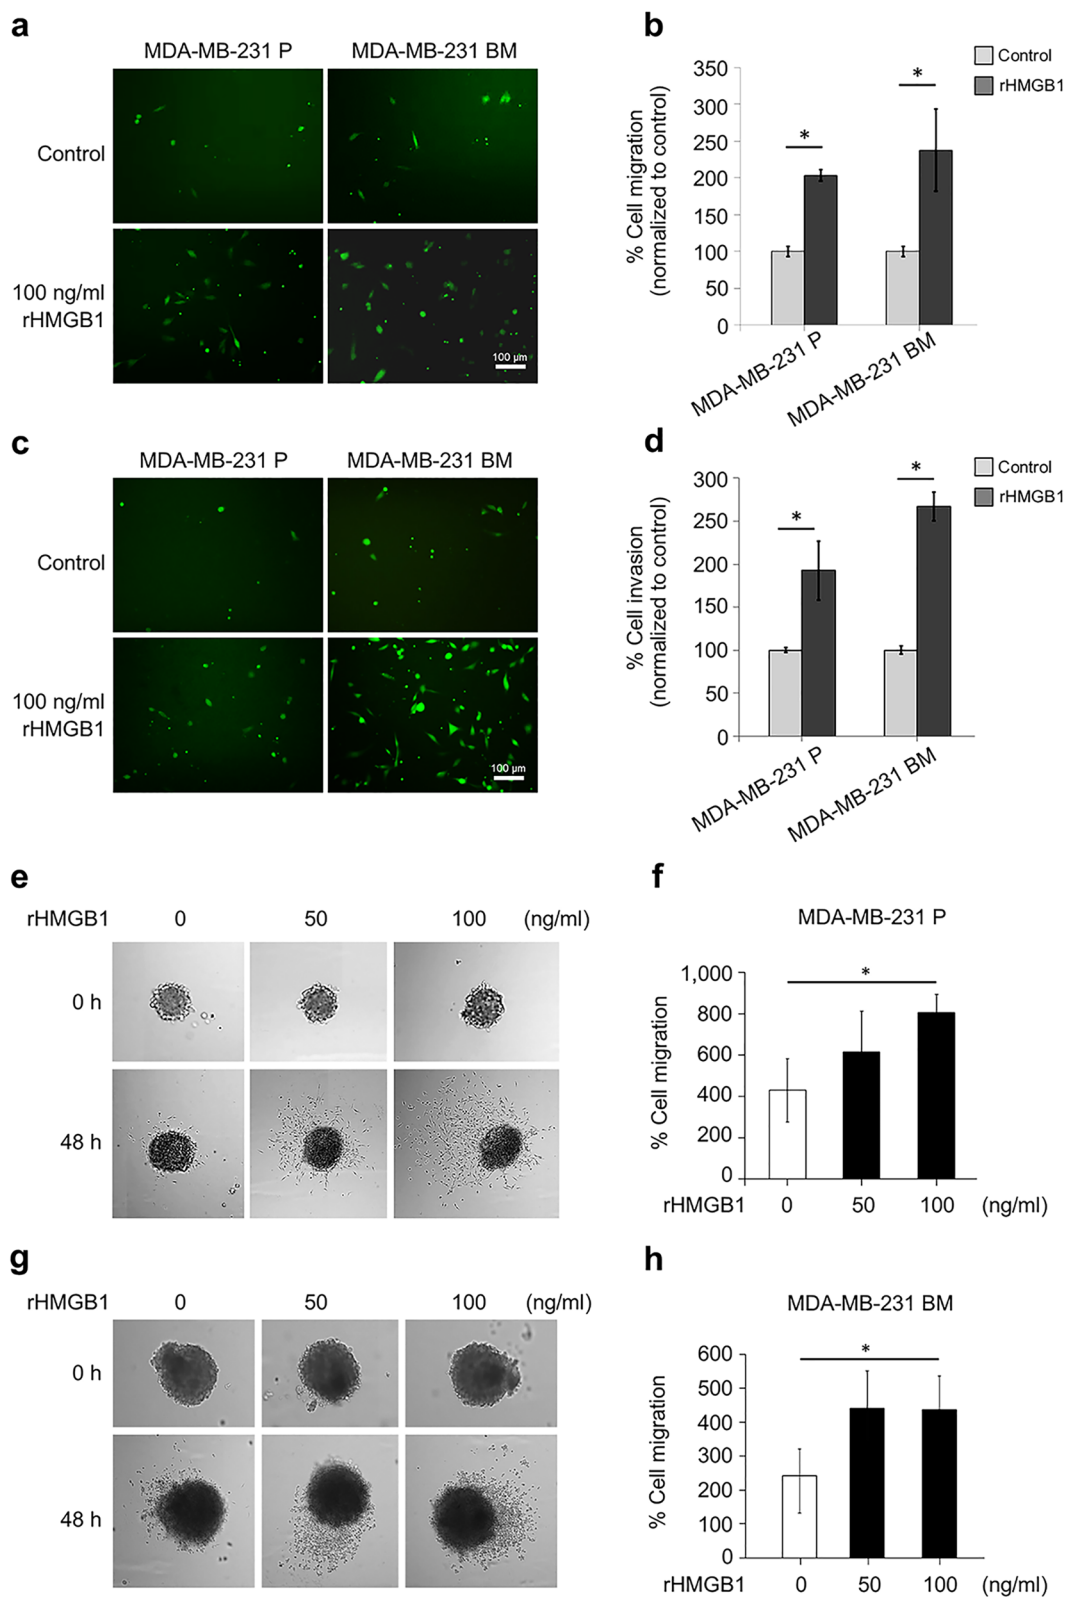 a
MDA-MB-231 P
MDA-MB-231 BM
Control
100 ng/ml
rHMGB1
100 µm
b
Control
rHMGB1
% Cell migration
(normalized to control)
350
300
250
200
150
100
50
0
*
*
MDA-MB-231 P
MDA-MB-231 BM
c
MDA-MB-231 P
MDA-MB-231 BM
Control
100 ng/ml
rHMGB1
100 µm
d
Control
rHMGB1
% Cell invasion
(normalized to control)
300
250
200
150
100
50
0
*
*
MDA-MB-231 P
MDA-MB-231 BM
e
rHMGB1 0 50 100 (ng/ml)
0 h
48 h
f
MDA-MB-231 P
% Cell migration
1,000
800
600
400
200
0
*
rHMGB1 0 50 100 (ng/ml)
g
rHMGB1 0 50 100 (ng/ml)
0 h
48 h
h
MDA-MB-231 BM
% Cell migration
600
500
400
300
200
100
0
*
rHMGB1 0 50 100 (ng/ml)